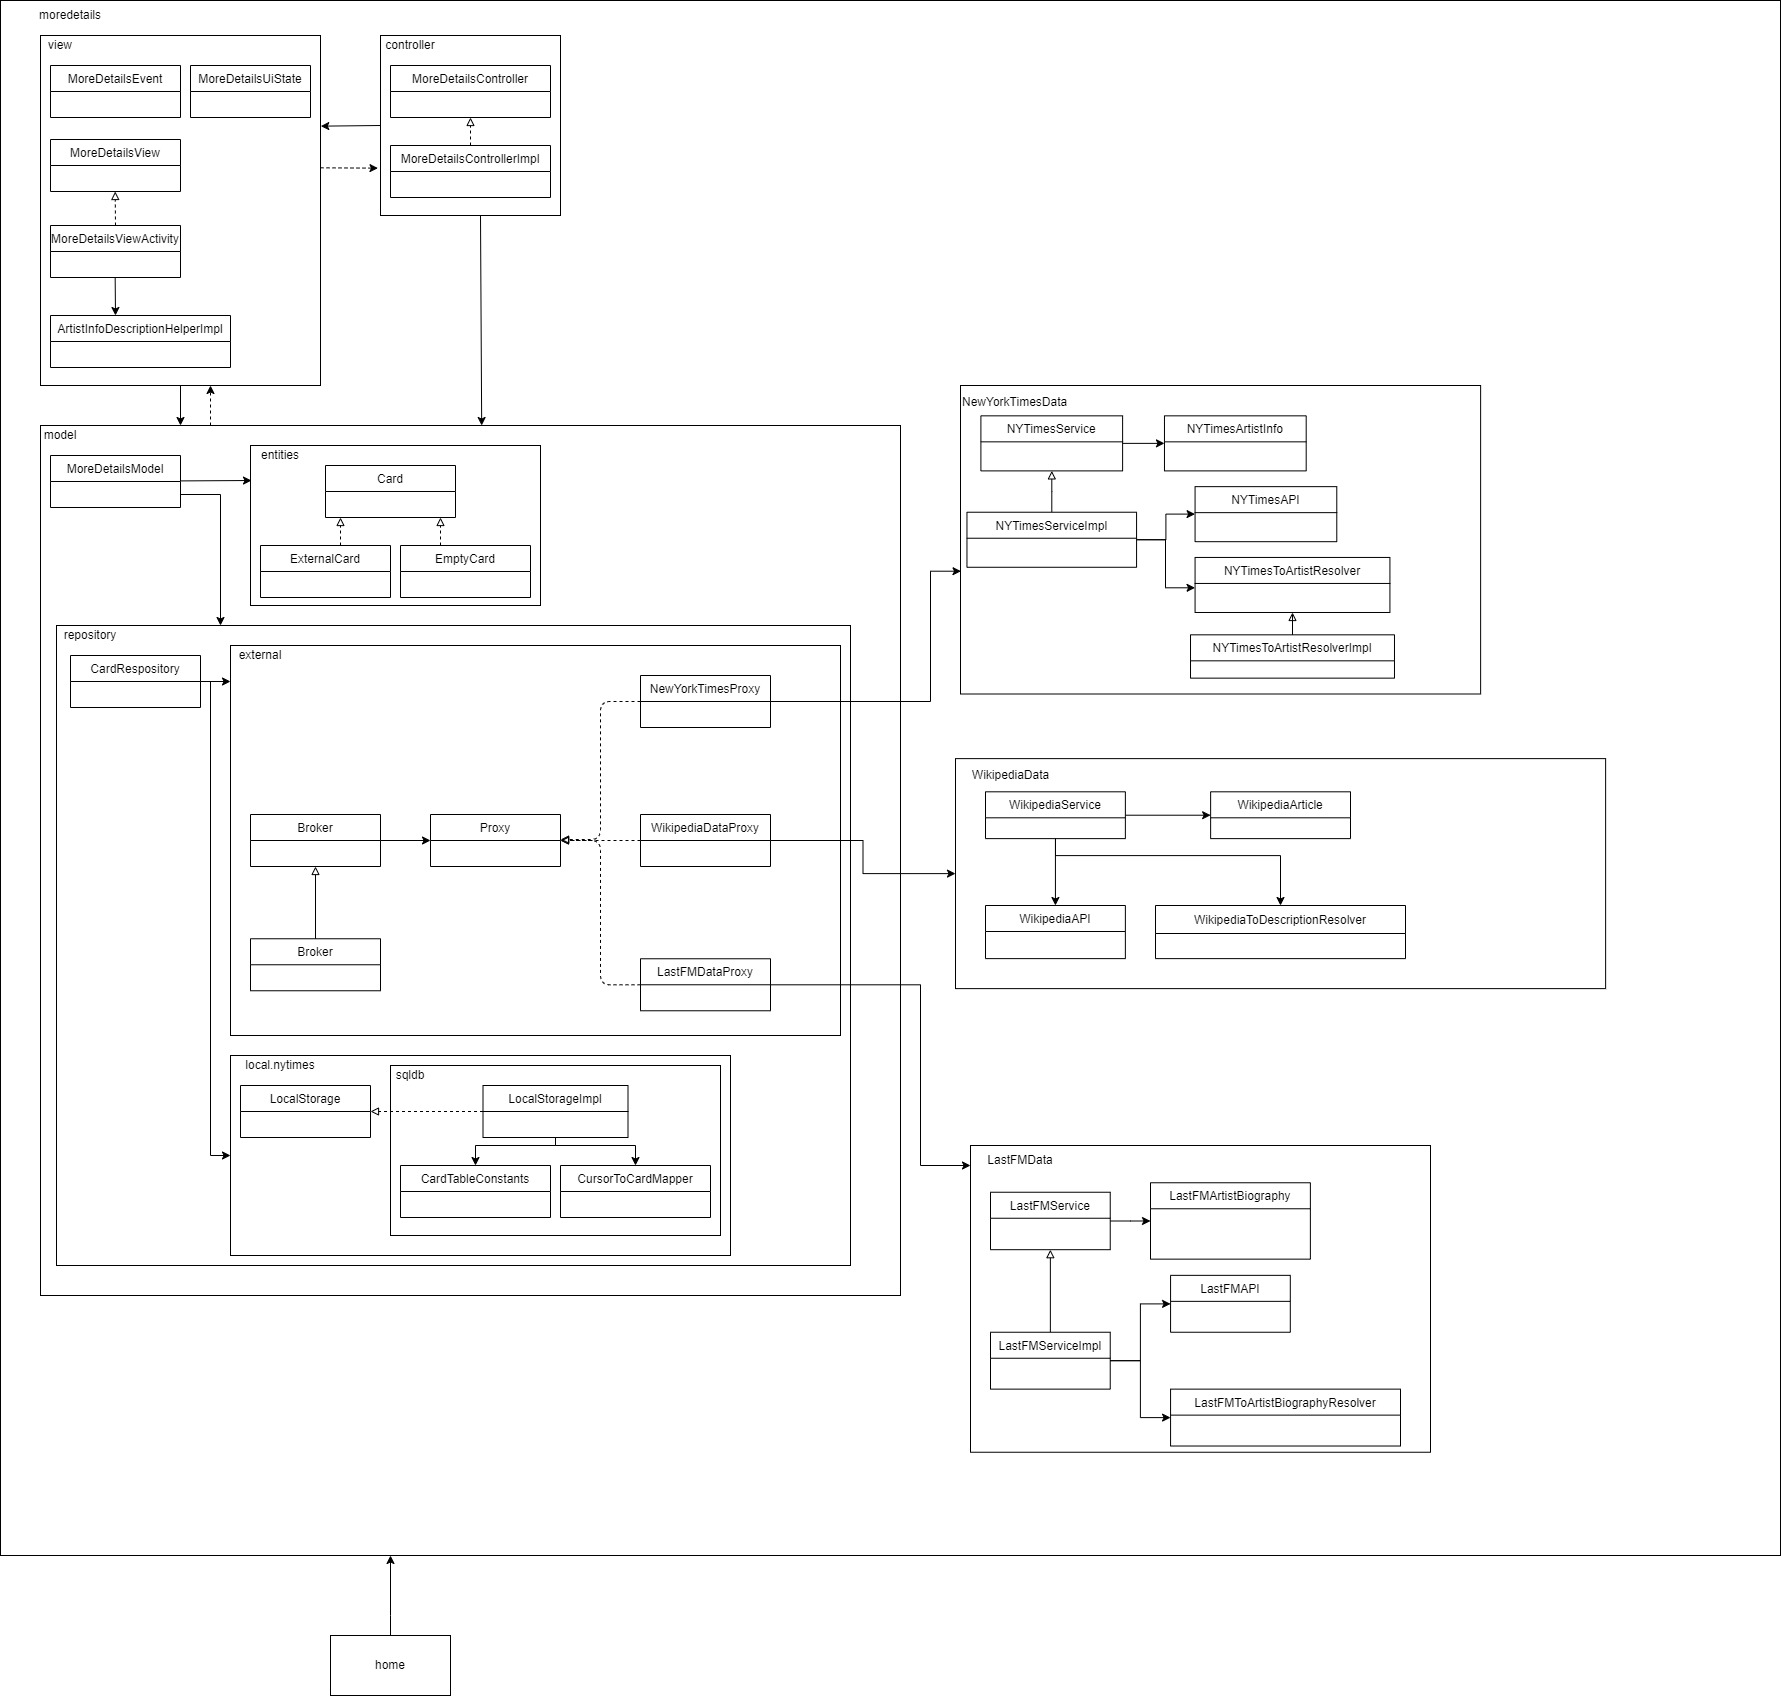 moredetails
view
MoreDetailsEvent
MoreDetailsUiState
MoreDetailsView
MoreDetailsViewActivity
ArtistInfoDescriptionHelperImpl
controller
MoreDetailsController
MoreDetailsControllerImpl
model
MoreDetailsModel
entities
Card
ExternalCard
EmptyCard
repository
CardRespository
external
NewYorkTimesProxy
Broker
Proxy
WikipediaDataProxy
Broker
LastFMDataProxy
local.nytimes
LocalStorage
sqldb
LocalStorageImpl
CardTableConstants
CursorToCardMapper
NewYorkTimesData
NYTimesService
NYTimesArtistInfo
NYTimesAPI
NYTimesServiceImpl
NYTimesToArtistResolver
NYTimesToArtistResolverImpl
WikipediaData
WikipediaService
WikipediaArticle
WikipediaAPI
WikipediaToDescriptionResolver
LastFMData
LastFMService
LastFMArtistBiography
LastFMAPI
LastFMServiceImpl
LastFMToArtistBiographyResolver
home